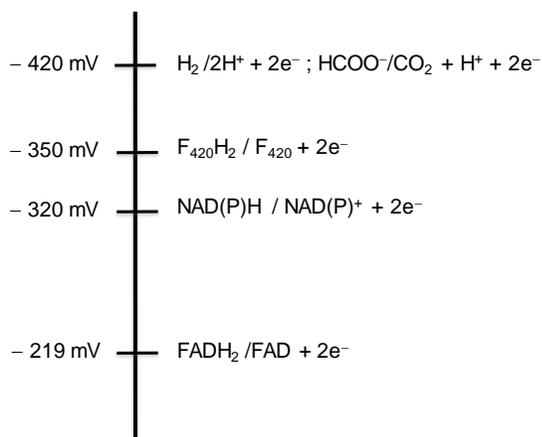 – 420 mV H₂ /2H⁺ + 2e⁻ ; HCOO⁻/CO₂ + H⁺ + 2e⁻
– 350 mV F₄₂₀H₂ / F₄₂₀ + 2e⁻
– 320 mV NAD(P)H / NAD(P)⁺ + 2e⁻
– 219 mV FADH₂ /FAD + 2e⁻